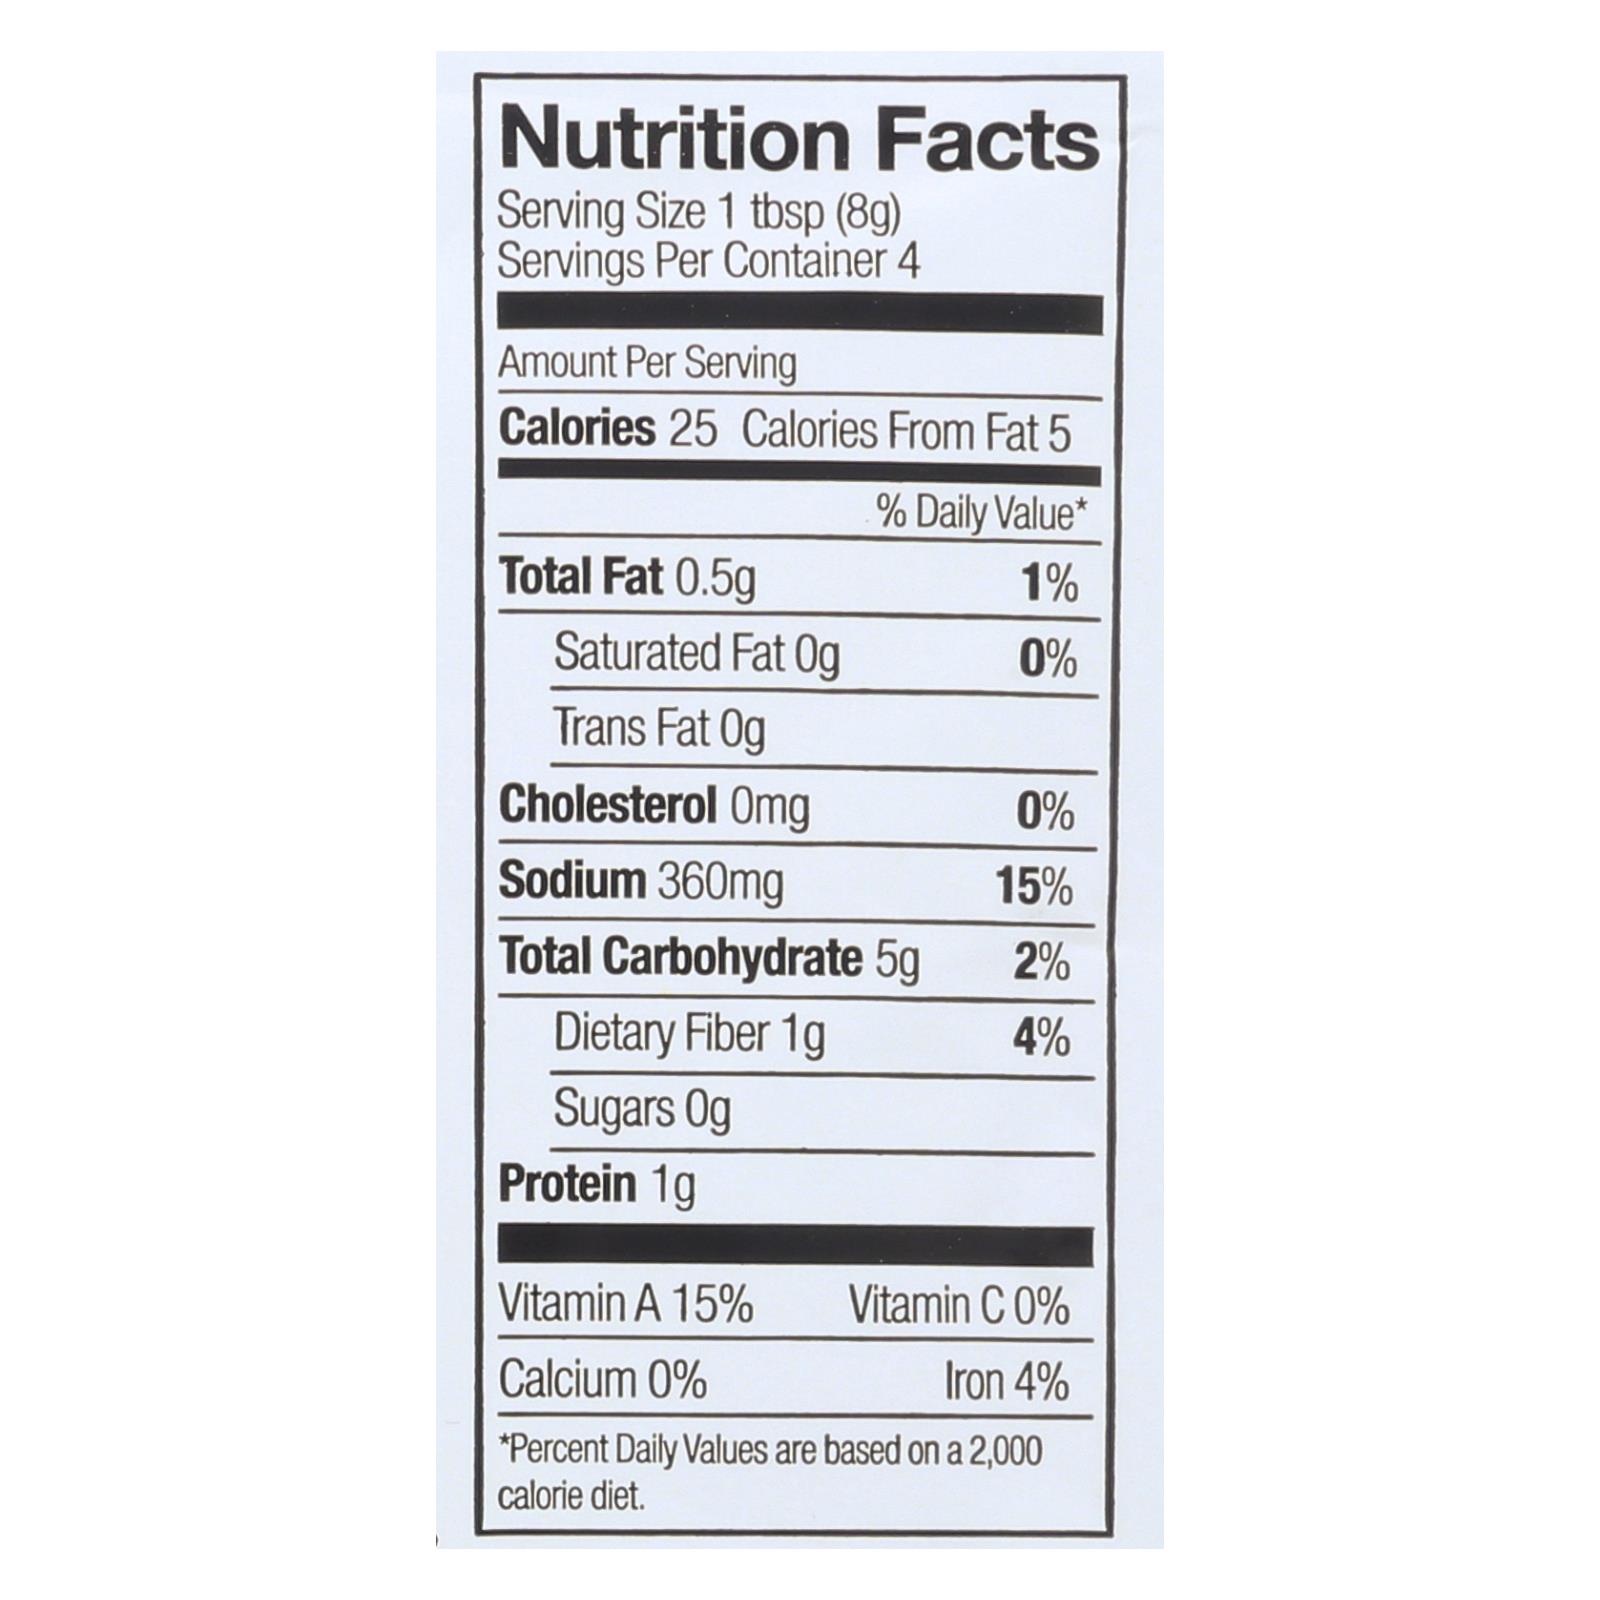 Nutrition Facts
Serving Size 1 tbsp (8g)
Servings Per Container 4
Amount Per Serving
Calories 25 Calories From Fat 5
% Daily Value*
Total Fat 0.5g 1%
Saturated Fat 0g 0%
Trans Fat 0g
Cholesterol 0mg 0%
Sodium 360mg 15%
Total Carbohydrate 5g 2%
Dietary Fiber 1g 4%
Sugars 0g
Protein 1g
Vitamin A 15% Vitamin C 0%
Calcium 0% Iron 4%
*Percent Daily Values are based on a 2,000
calorie diet.